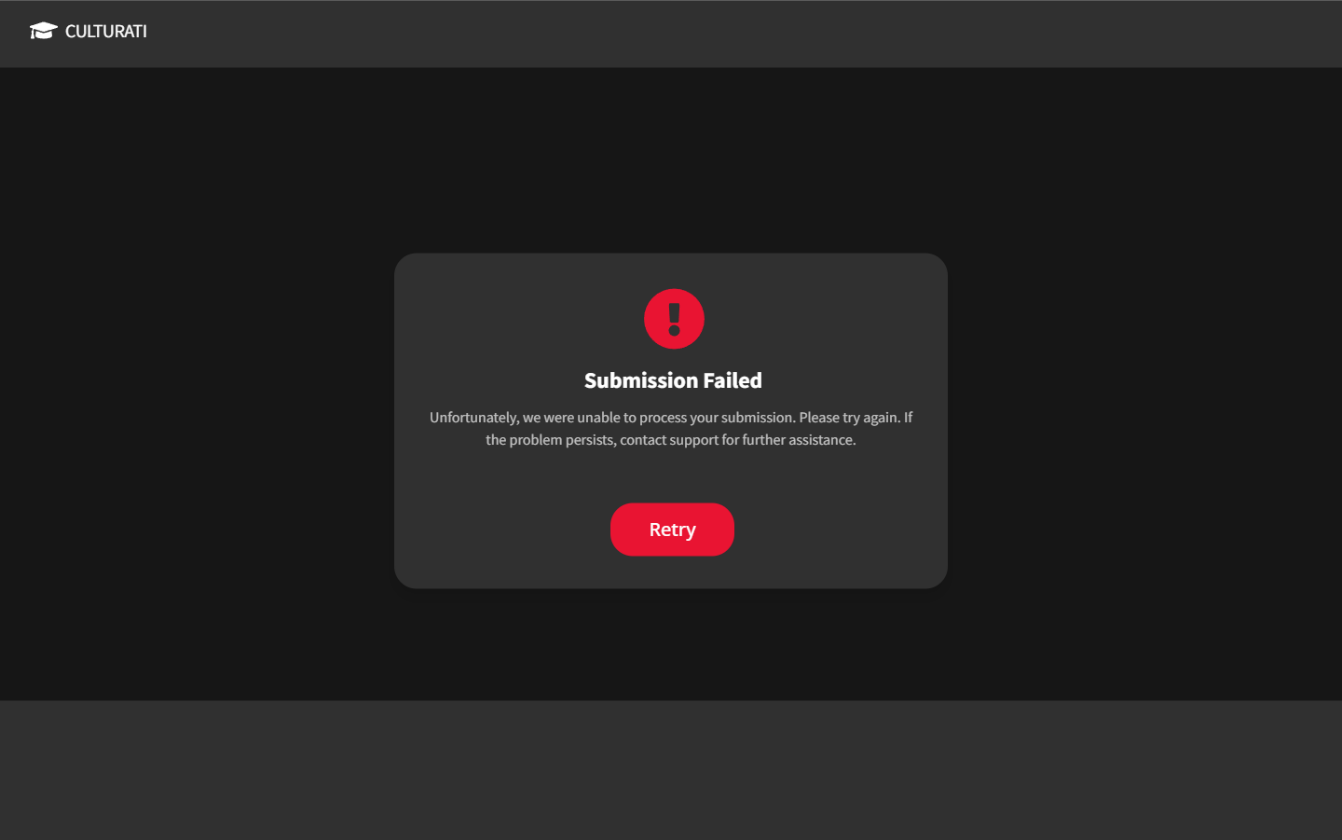 CULTURATI
Submission Failed
Unfortunately, we were unable to process your submission. Please try again. If
the problem persists, contact support for further assistance.
Retry